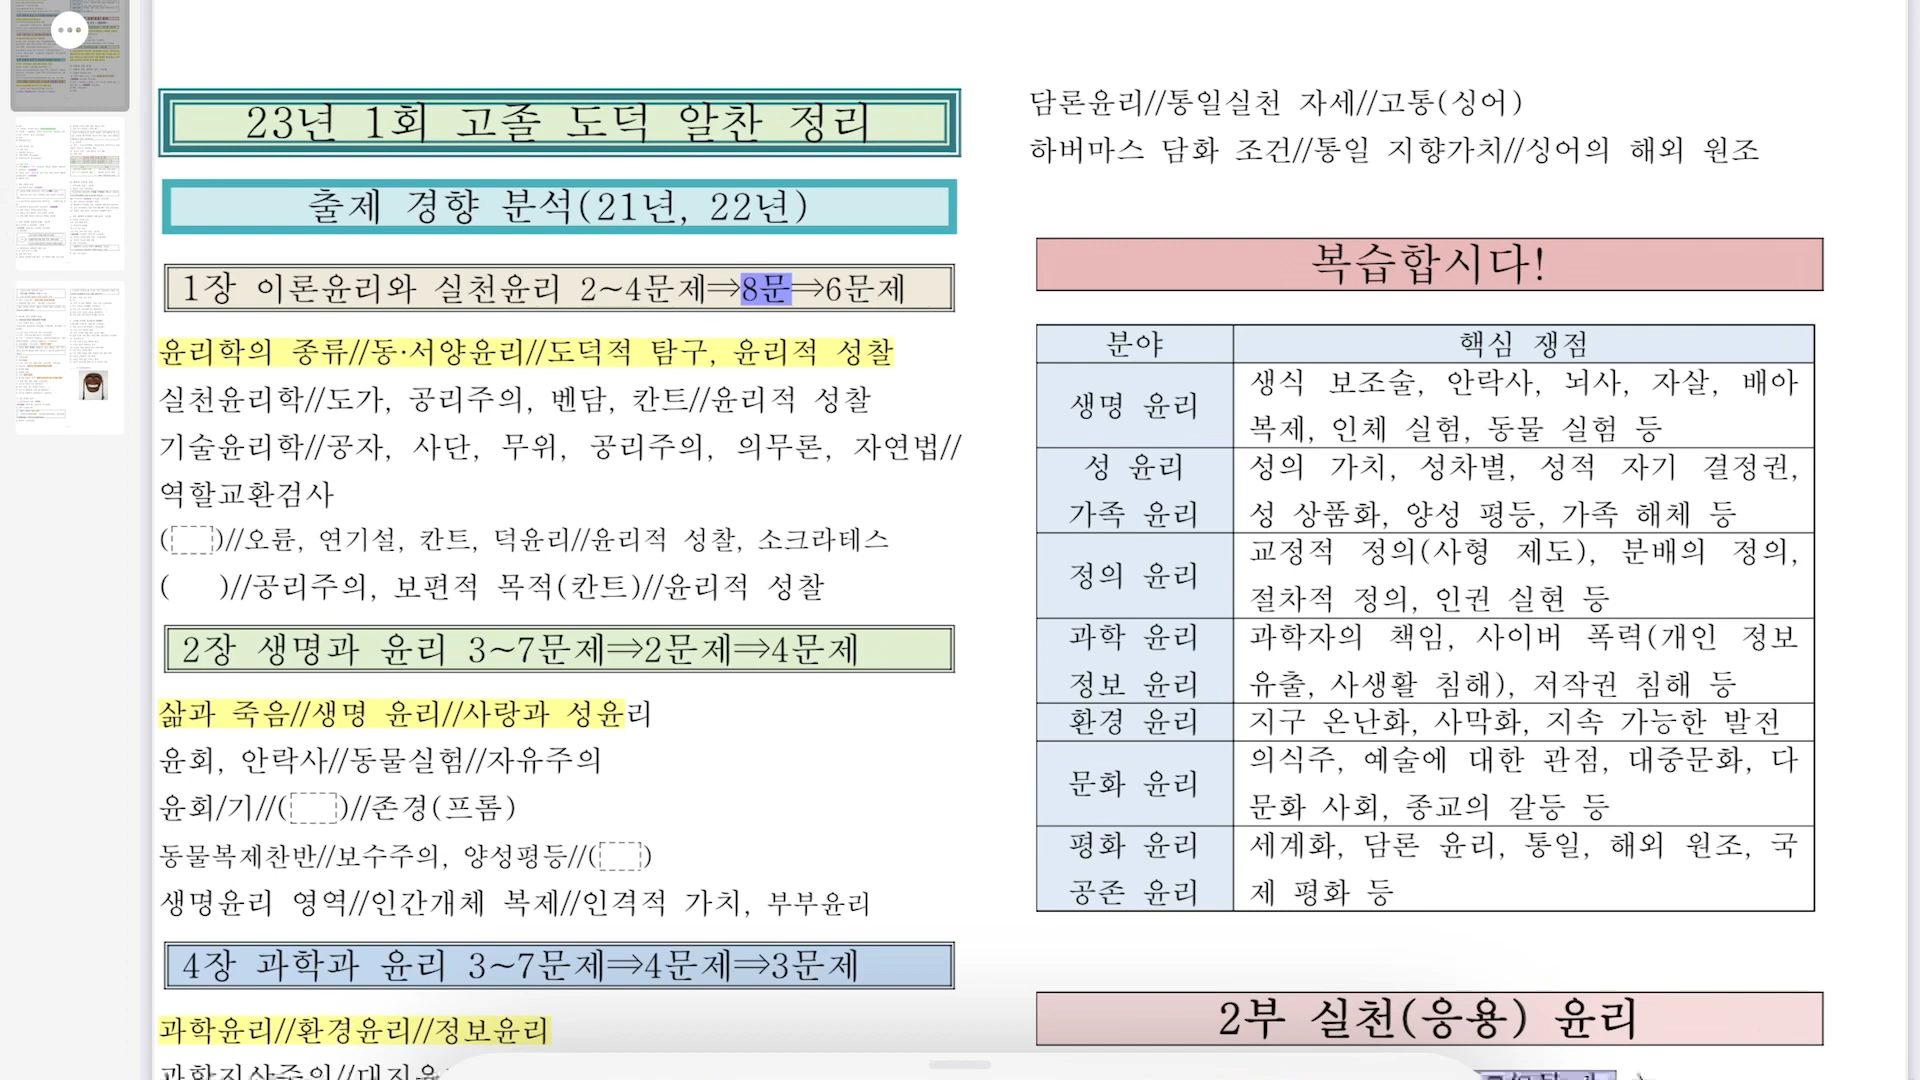 23년 1회 고졸 도덕 알찬 정리
출제 경향 분석(21년, 22년)
1장 이론윤리와 실천윤리 2~4문제⇒8문⇒6문제
윤리학의 종류//동·서양윤리//도덕적 탐구, 윤리적 성찰
실천윤리학//도가, 공리주의, 벤담, 칸트//윤리적 성찰
기술윤리학//공자, 사단, 무위, 공리주의, 의무론, 자연법//
역할교환검사
( )//오륜, 연기설, 칸트, 덕윤리//윤리적 성찰, 소크라테스
( )//공리주의, 보편적 목적(칸트)//윤리적 성찰
2장 생명과 윤리 3~7문제⇒2문제⇒4문제
삶과 죽음//생명 윤리//사랑과 성윤리
윤회, 안락사//동물실험//자유주의
윤회/기//( )//존경(프롬)
동물복제찬반//보수주의, 양성평등//( )
생명윤리 영역//인간개체 복제//인격적 가치, 부부윤리
4장 과학과 윤리 3~7문제⇒4문제⇒3문제
과학윤리//환경윤리//정보윤리
담론윤리//통일실천 자세//고통(싱어)
하버마스 담화 조건//통일 지향가치//싱어의 해외 원조
복습합시다!
분야 핵심 쟁점
생명 윤리
생식 보조술, 안락사, 뇌사, 자살, 배아
복제, 인체 실험, 동물 실험 등
성 윤리
가족 윤리
성의 가치, 성차별, 성적 자기 결정권,
성 상품화, 양성 평등, 가족 해체 등
정의 윤리
교정적 정의(사형 제도), 분배의 정의,
절차적 정의, 인권 실현 등
과학 윤리
정보 윤리
과학자의 책임, 사이버 폭력(개인 정보
유출, 사생활 침해), 저작권 침해 등
환경 윤리 지구 온난화, 사막화, 지속 가능한 발전
문화 윤리
의식주, 예술에 대한 관점, 대중문화, 다
문화 사회, 종교의 갈등 등
평화 윤리
공존 윤리
세계화, 담론 윤리, 통일, 해외 원조, 국
제 평화 등
2부 실천(응용) 윤리